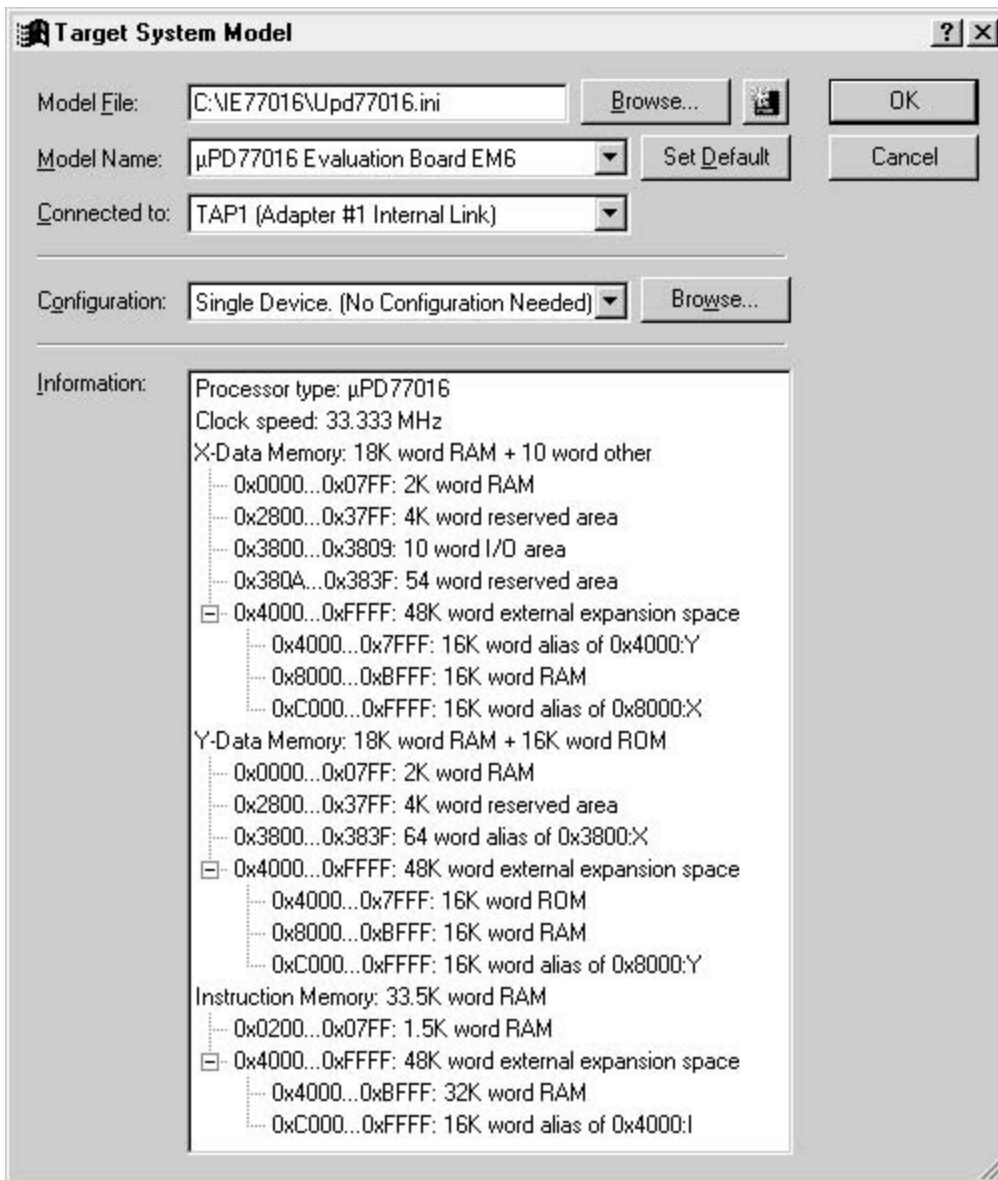 Target System Model
Model File: C:\IE77016\Upd77016.ini Browse... OK
Model Name: µPD77016 Evaluation Board EM6 Set Default Cancel
Connected to: TAP1 (Adapter #1 Internal Link)
Configuration: Single Device. (No Configuration Needed) Browse...
Information:
Processor type: µPD77016
Clock speed: 33.333 MHz
X-Data Memory: 18K word RAM + 10 word other
0x0000...0x07FF: 2K word RAM
0x2800...0x37FF: 4K word reserved area
0x3800...0x3809: 10 word I/O area
0x380A...0x383F: 54 word reserved area
0x4000...0xFFFF: 48K word external expansion space
0x4000...0x7FFF: 16K word alias of 0x4000:Y
0x8000...0xBFFF: 16K word RAM
0xC000...0xFFFF: 16K word alias of 0x8000:X
Y-Data Memory: 18K word RAM + 16K word ROM
0x0000...0x07FF: 2K word RAM
0x2800...0x37FF: 4K word reserved area
0x3800...0x383F: 64 word alias of 0x3800:X
0x4000...0xFFFF: 48K word external expansion space
0x4000...0x7FFF: 16K word ROM
0x8000...0xBFFF: 16K word RAM
0xC000...0xFFFF: 16K word alias of 0x8000:Y
Instruction Memory: 33.5K word RAM
0x0200...0x07FF: 1.5K word RAM
0x4000...0xFFFF: 48K word external expansion space
0x4000...0xBFFF: 32K word RAM
0xC000...0xFFFF: 16K word alias of 0x4000:I